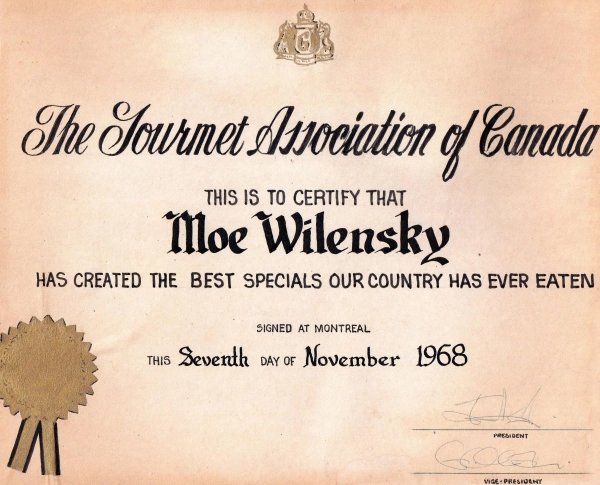 G
The Gourmet Association of Canada
THIS IS TO CERTIFY THAT
Moe Wilensky
HAS CREATED THE BEST SPECIALS OUR COUNTRY HAS EVER EATEN
SIGNED AT MONTREAL
THIS Seventh DAY OF November 1968
PRESIDENT
VICE-PRESIDENT